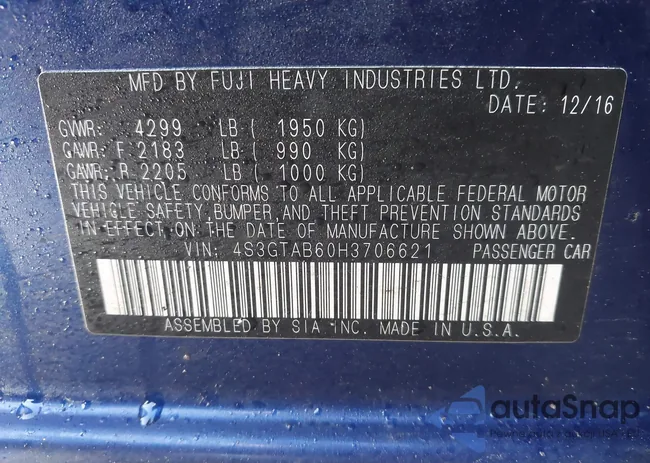 MFD BY FUJI HEAVY INDUSTRIES LTD.
DATE: 12/16
GVWR: 4299 LB ( 1950 KG)
GAWR: F 2183 LB ( 990 KG)
GAWR: R 2205 LB ( 1000 KG)
THIS VEHICLE CONFORMS TO ALL APPLICABLE FEDERAL MOTOR
VEHICLE SAFETY,BUMPER,AND THEFT PREVENTION STANDARDS
IN EFFECT ON THE DATE OF MANUFACTURE SHOWN ABOVE.
VIN: 4S3GTAB60H3706621 PASSENGER CAR
ASSEMBLED BY SIA INC. MADE IN U.S.A.
autoSnap